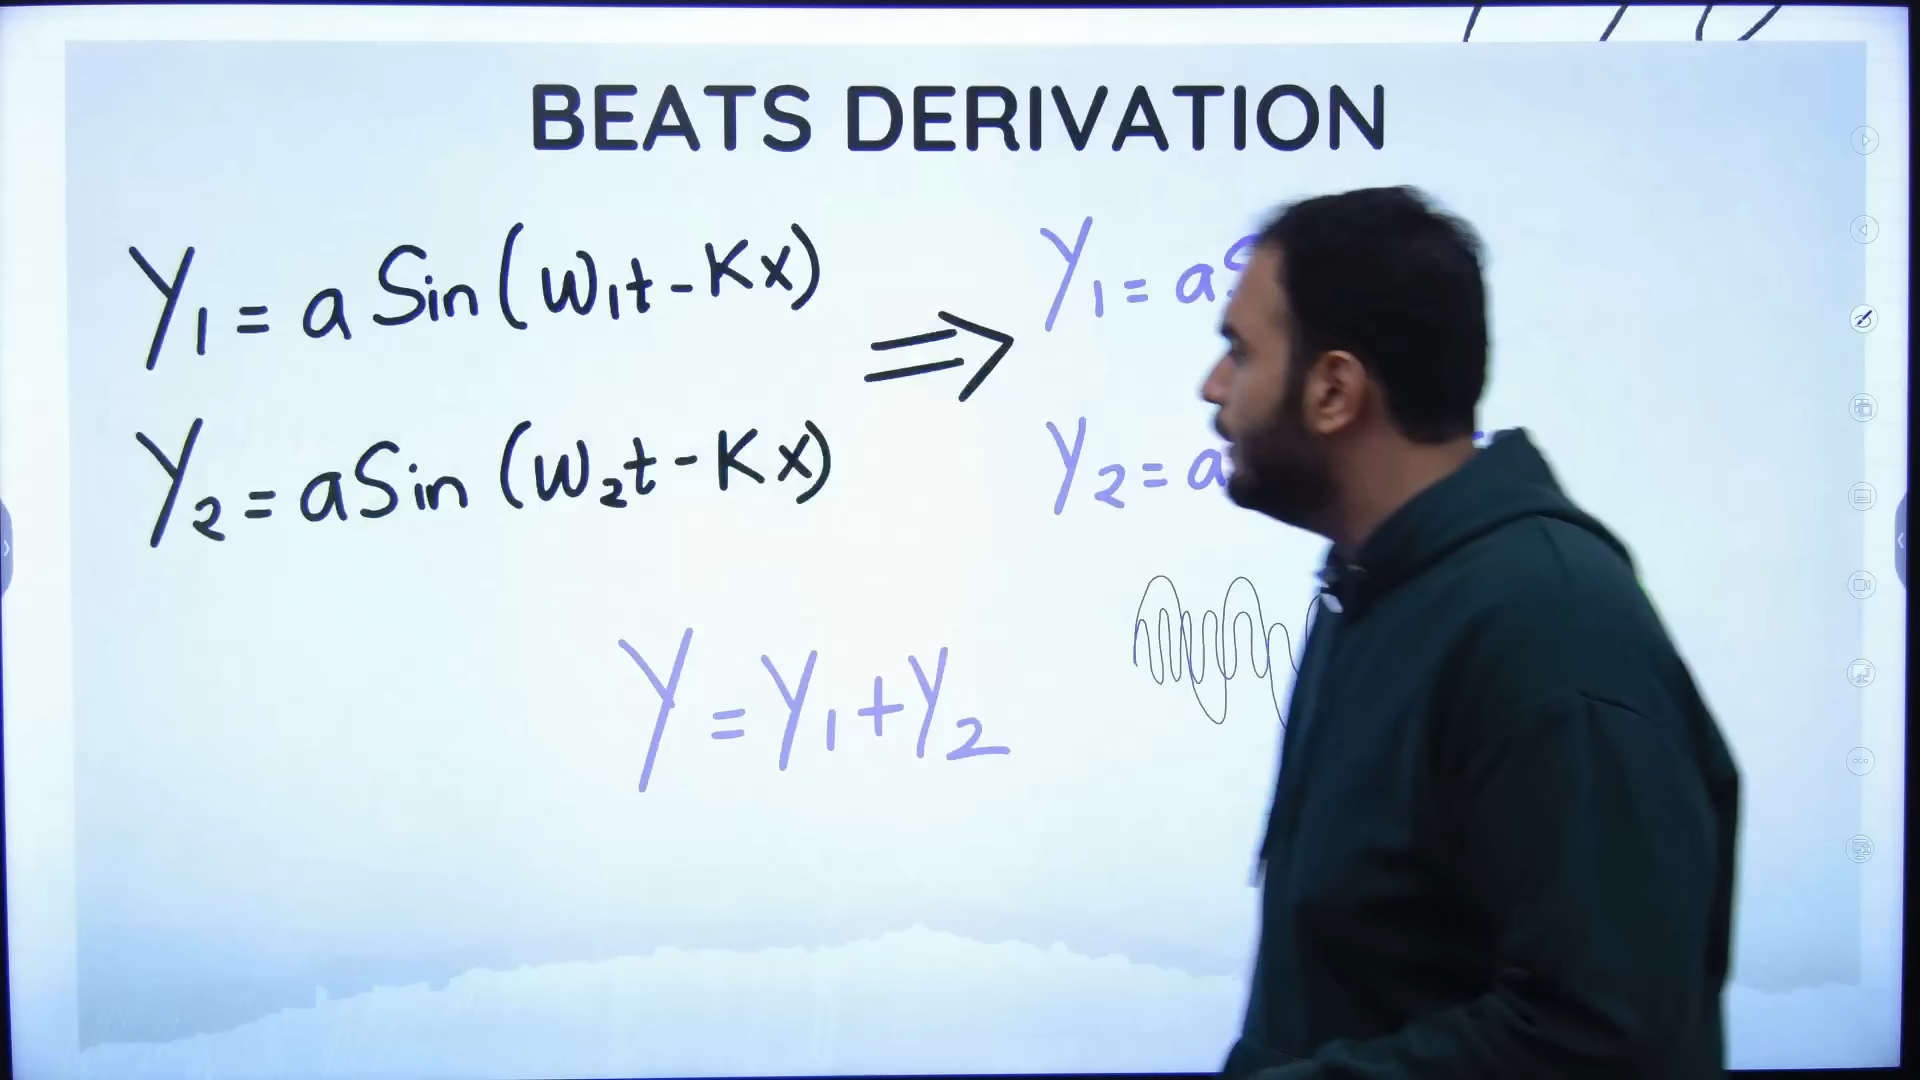 BEATS DERIVATION
Y₁ = a Sin (W₁t - Kx)
⇒
Y₁ = a
Y₂ = a Sin (W₂t - Kx)
Y₂ = a
Y = Y₁ + Y₂